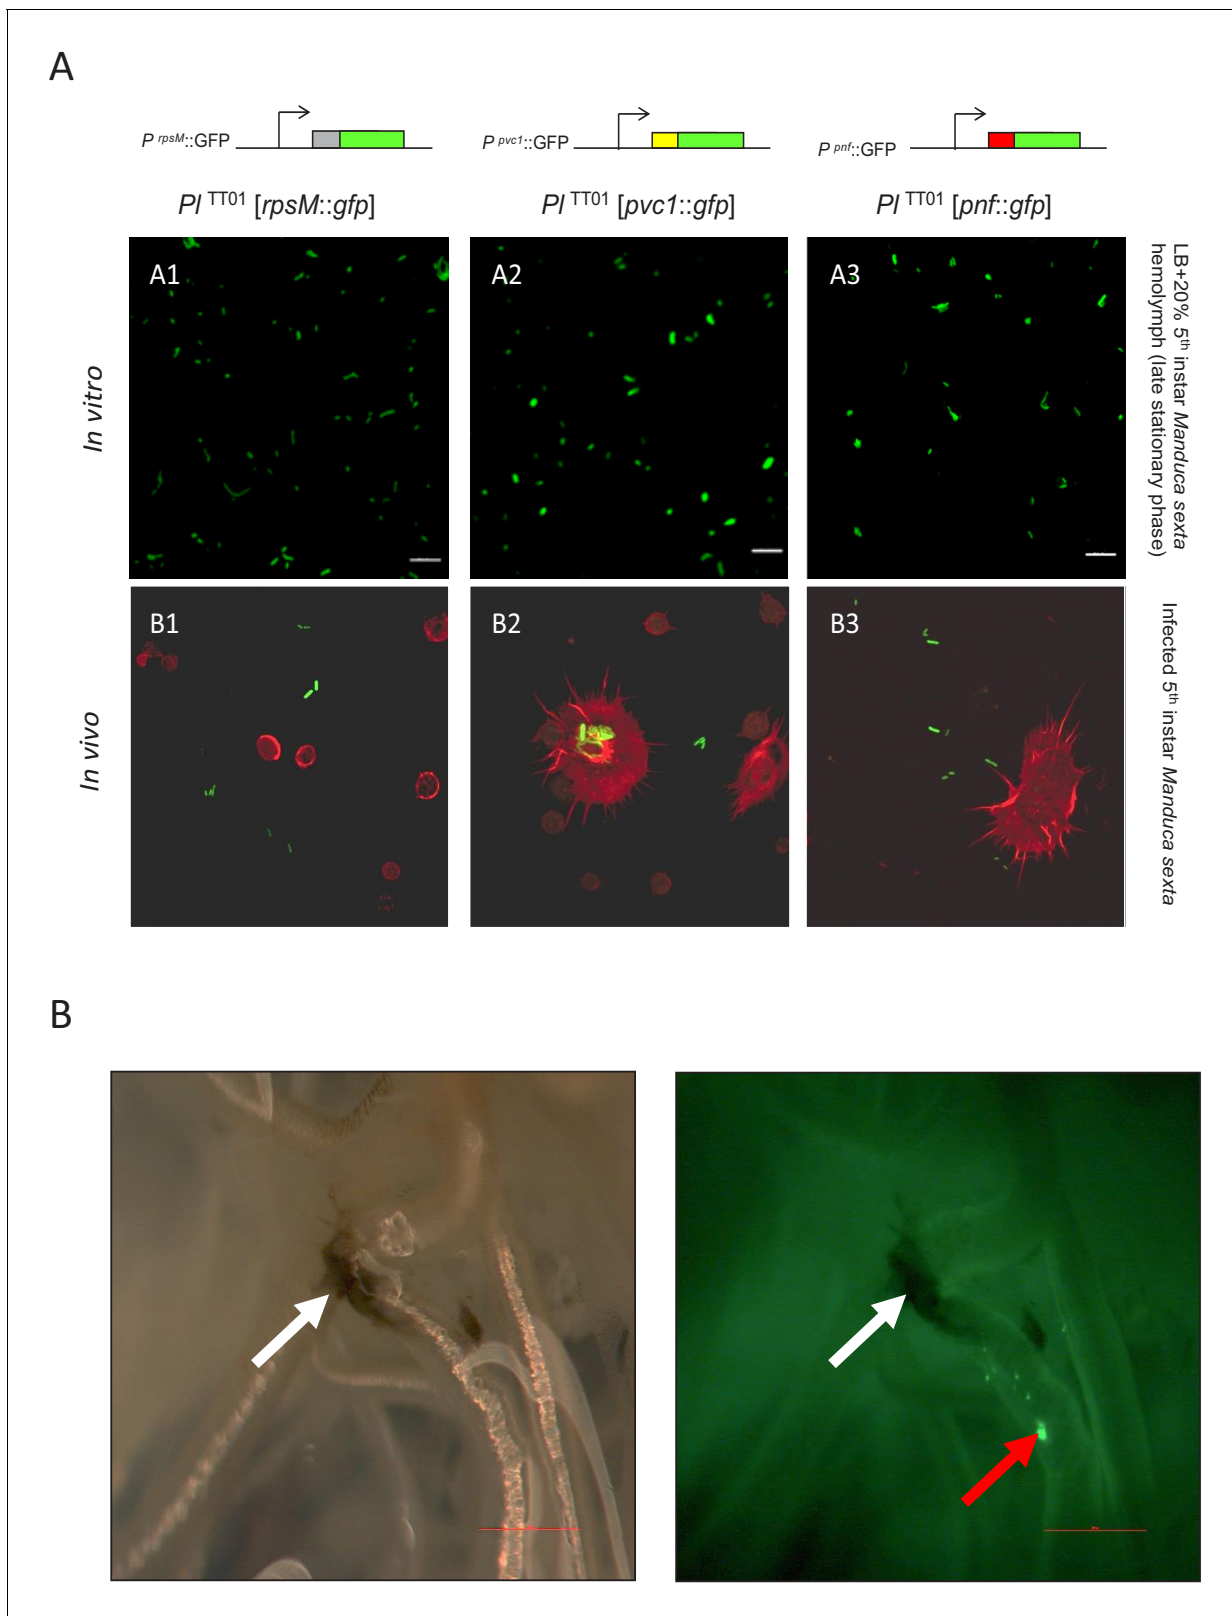 A
P rpsM::GFP
P pvc1::GFP
P pnf::GFP
Pl TT01 [rpsM::gfp]
Pl TT01 [pvc1::gfp]
Pl TT01 [pnf::gfp]
In vitro
A1
A2
A3
LB+20% 5th instar Manduca sexta
hemolymph (late stationary phase)
In vivo
B1
B2
B3
Infected 5th instar Manduca sexta
B